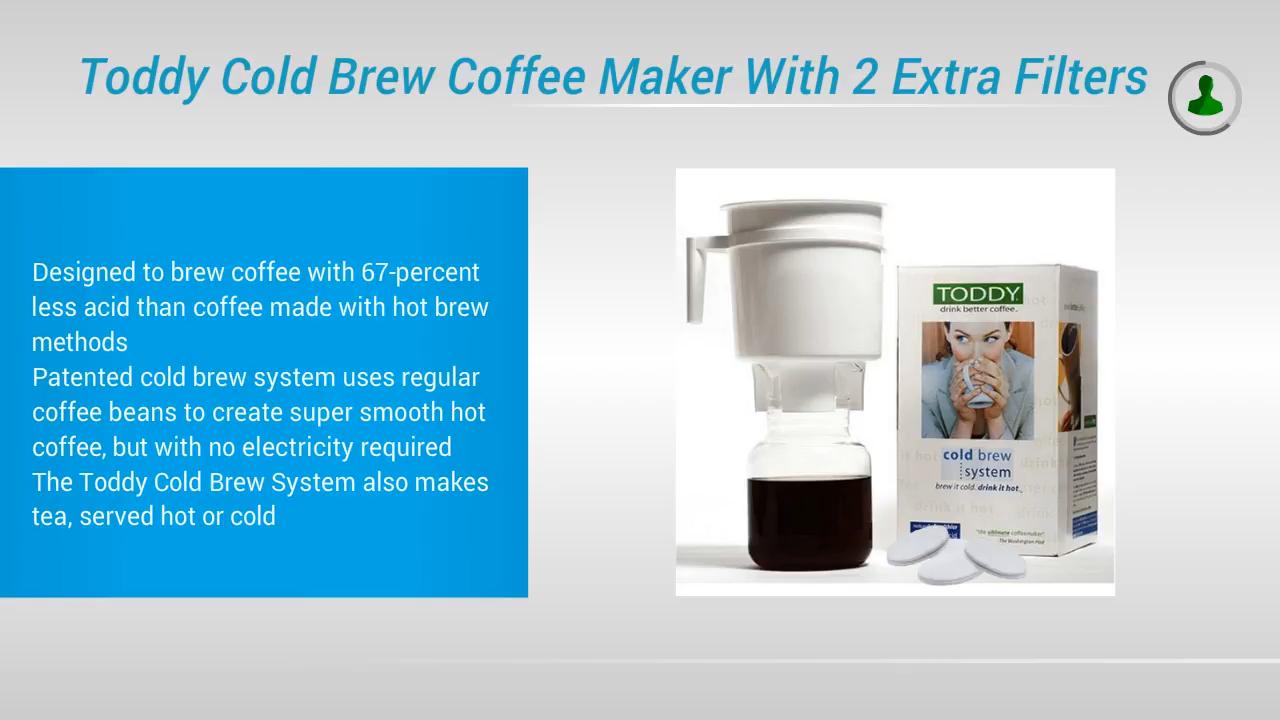 Toddy Cold Brew Coffee Maker With 2 Extra Filters
Designed to brew coffee with 67-percent
less acid than coffee made with hot brew
methods
Patented cold brew system uses regular
coffee beans to create super smooth hot
coffee, but with no electricity required
The Toddy Cold Brew System also makes
tea, served hot or cold
TODDY
drink better coffee.
cold brew
system
brew it cold. drink it hot.
"the ultimate coffeemaker"
The Washington Post